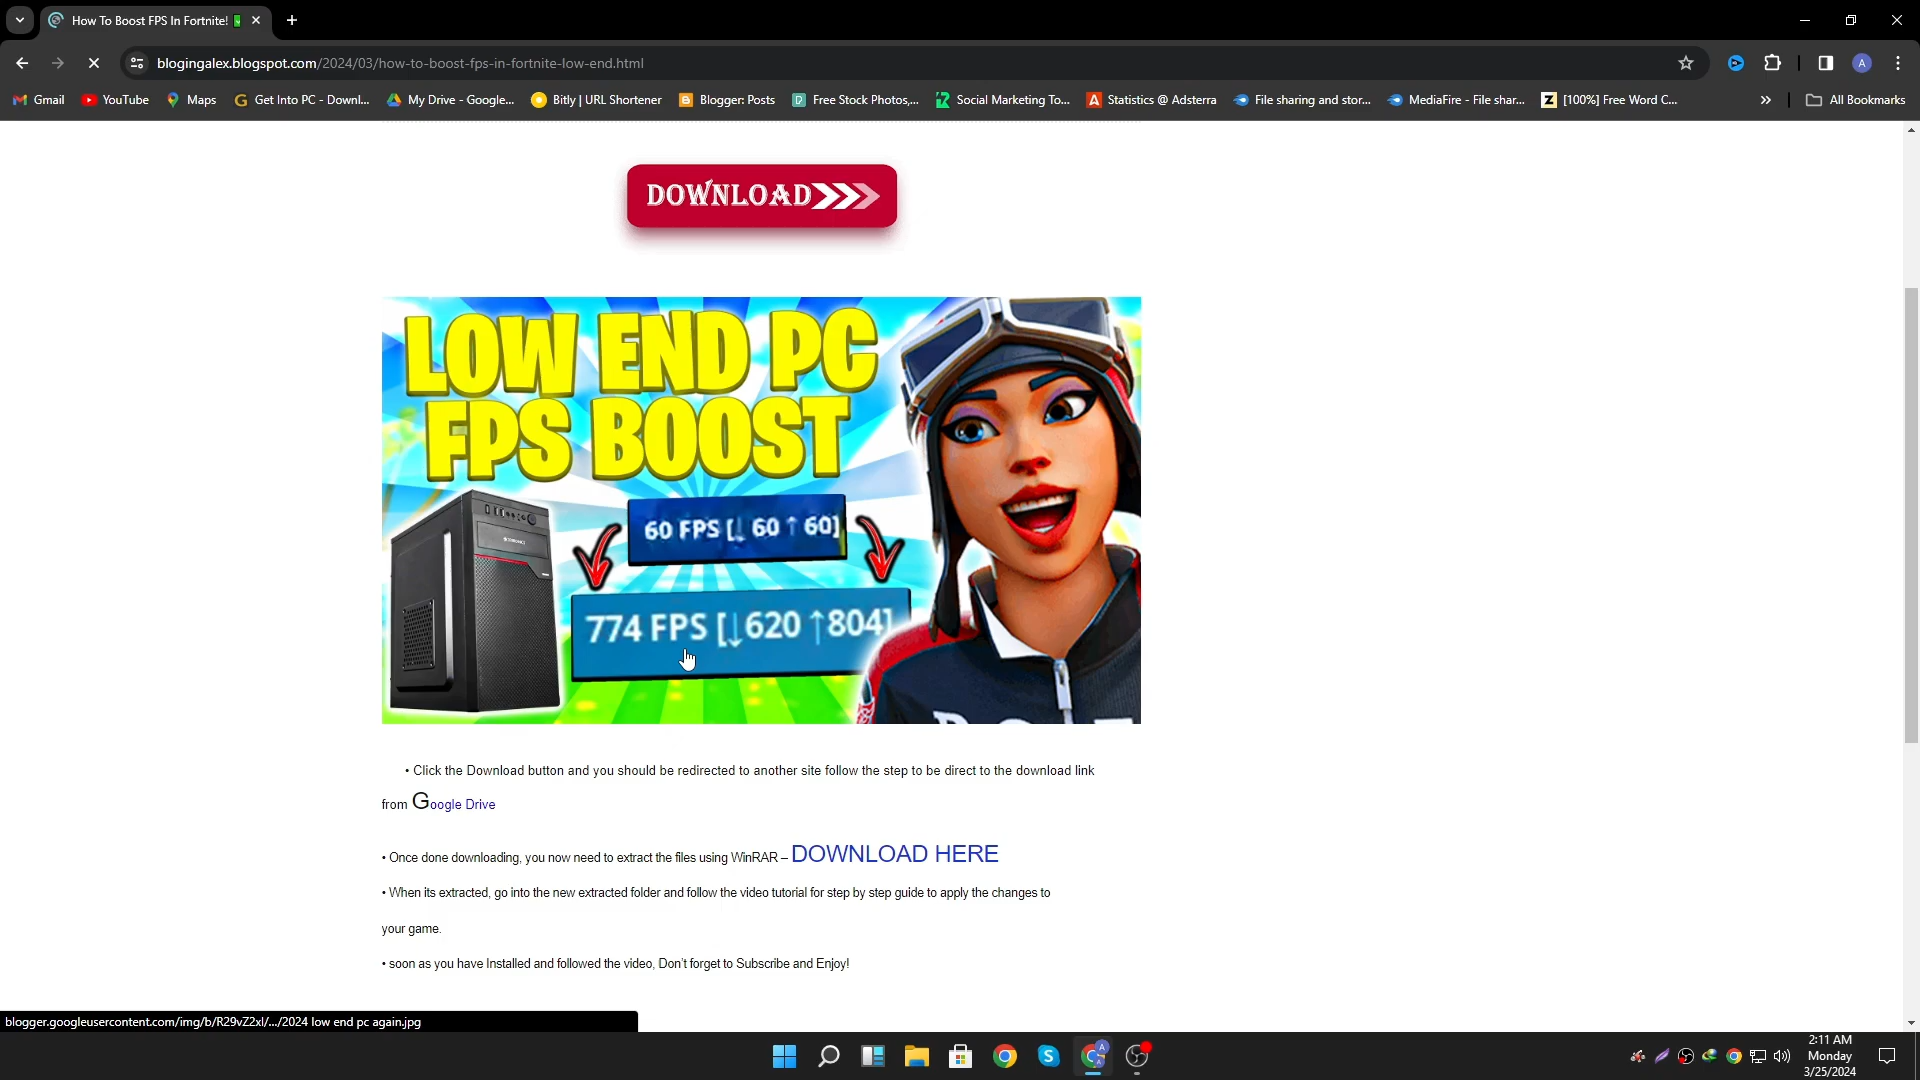 How To Boost FPS In Fortnite!
blogingalex.blogspot.com/2024/03/how-to-boost-fps-in-fortnite-low-end.html
A
Gmail
YouTube
Maps
Get Into PC - Downl...
My Drive - Google...
Bitly | URL Shortener
Blogger: Posts
Free Stock Photos,...
Social Marketing To...
Statistics @ Adsterra
File sharing and stor...
MediaFire - File shar...
[100%] Free Word C...
All Bookmarks
DOWNLOAD
LOW END PC
FPS BOOST
60 FPS [↓ 60 ↑ 60]
774 FPS [↓620 ↑804]
• Click the Download button and you should be redirected to another site follow the step to be direct to the download link
from Google Drive
• Once done downloading, you now need to extract the files using WinRAR – DOWNLOAD HERE
• When its extracted, go into the new extracted folder and follow the video tutorial for step by step guide to apply the changes to
your game.
• soon as you have Installed and followed the video, Don't forget to Subscribe and Enjoy!
blogger.googleusercontent.com/img/b/R29vZ2xl/.../2024 low end pc again.jpg
2:11 AM
Monday
3/25/2024